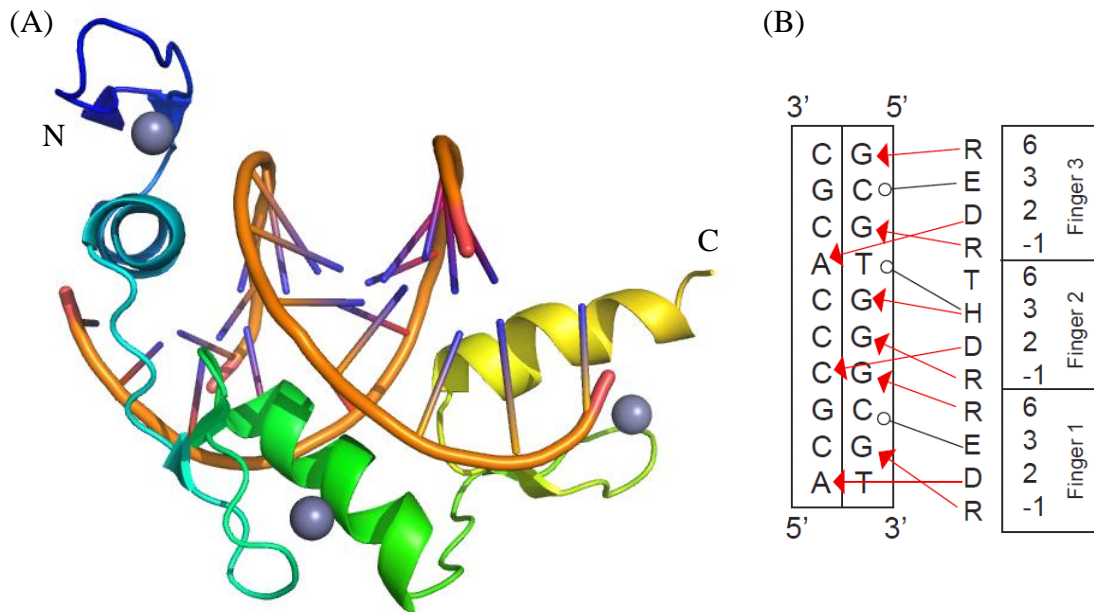 (A)
N
C
(B)
3’ 5’
C G R 6
G C E 3
C G D 2
A T R -1
Finger 3
C G T 6
C G H 3
C G D 2
G C R -1
Finger 2
C G R 6
A T E 3
D 2
R -1
Finger 1
5’ 3’